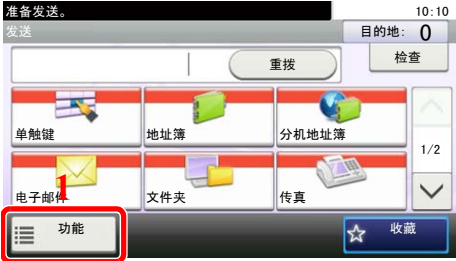 准备发送。
10:10
发送
目的地: 0
重拨
检查
单触键
地址簿
分机地址簿
1/2
电子邮件
文件夹
传真
1
功能
收藏